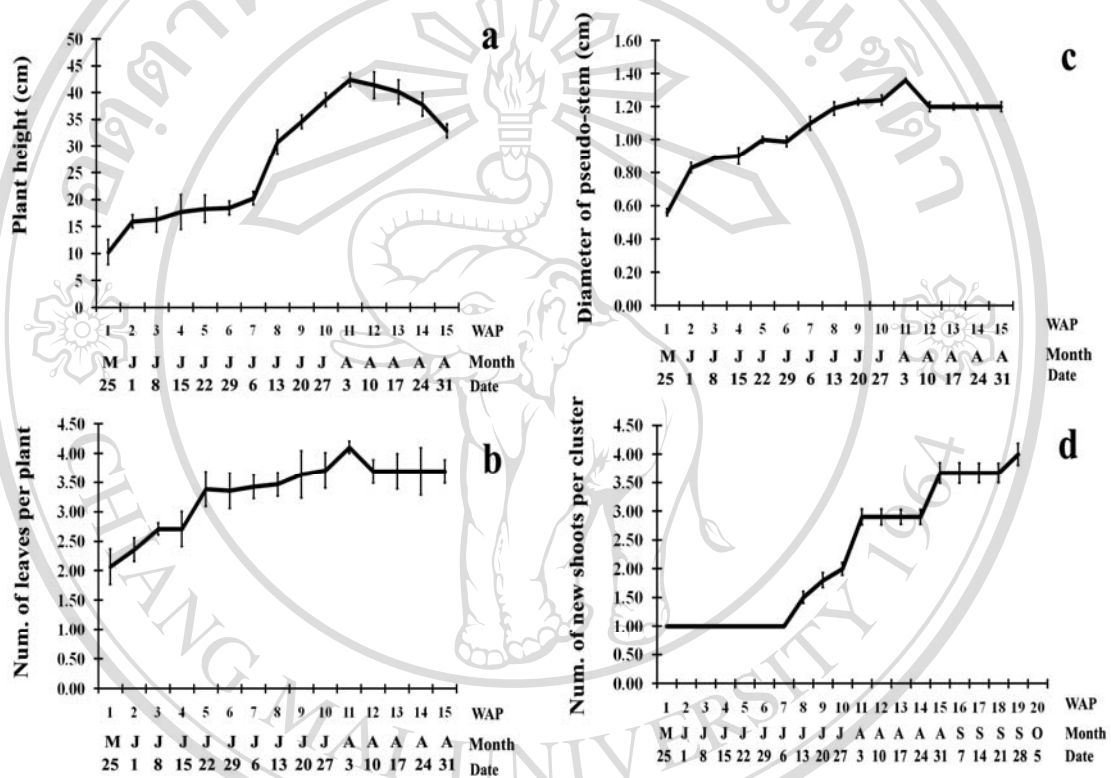 a
Plant height (cm)
50
45
40
35
30
25
20
15
10
5
0
1 2 3 4 5 6 7 8 9 10 11 12 13 14 15 WAP
M J J J J J J J J J A A A A A Month
25 1 8 15 22 29 6 13 20 27 3 10 17 24 31 Date
c
Diameter of pseudo-stem (cm)
1.60
1.40
1.20
1.00
0.80
0.60
0.40
0.20
0.00
1 2 3 4 5 6 7 8 9 10 11 12 13 14 15 WAP
M J J J J J J J J J A A A A A Month
25 1 8 15 22 29 6 13 20 27 3 10 17 24 31 Date
b
Num. of leaves per plant
4.50
4.00
3.50
3.00
2.50
2.00
1.50
1.00
0.50
0.00
1 2 3 4 5 6 7 8 9 10 11 12 13 14 15 WAP
M J J J J J J J J J A A A A A Month
25 1 8 15 22 29 6 13 20 27 3 10 17 24 31 Date
d
Num. of new shoots per cluster
4.50
4.00
3.50
3.00
2.50
2.00
1.50
1.00
0.50
0.00
1 2 3 4 5 6 7 8 9 10 11 12 13 14 15 16 17 18 19 20 WAP
M J J J J J J J J J A A A A A S S S S O Month
25 1 8 15 22 29 6 13 20 27 3 10 17 24 31 7 14 21 28 5 Date
CHIANG MAI UNIVERSITY 1964